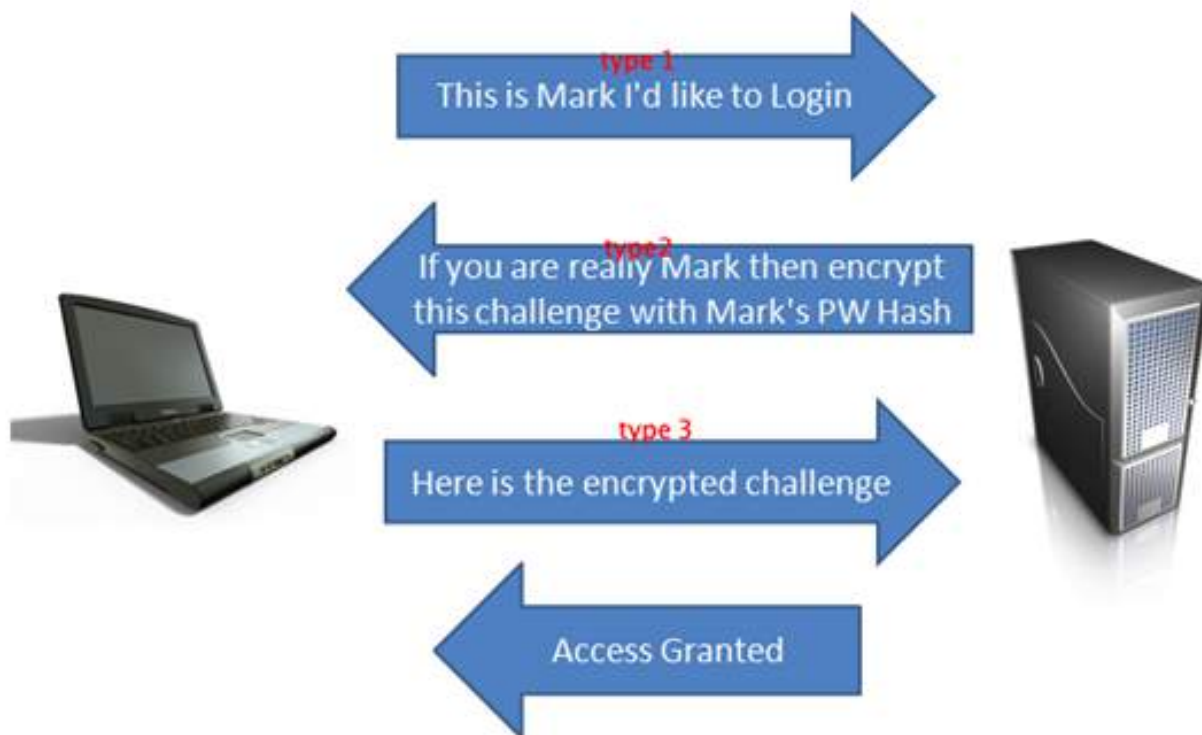 type 1
This is Mark I'd like to Login
type2
If you are really Mark then encrypt
this challenge with Mark's PW Hash
type 3
Here is the encrypted challenge
Access Granted